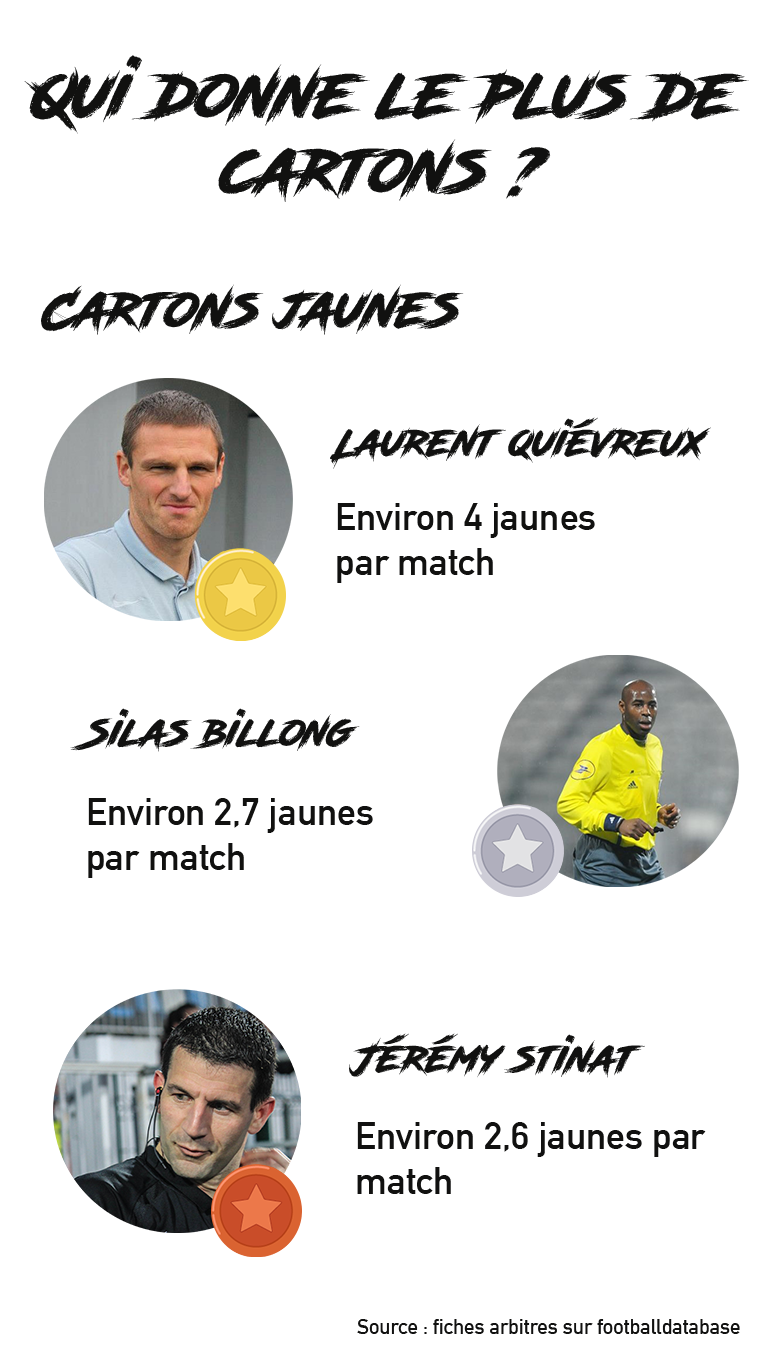 QUI DONNE LE PLUS DE
CARTONS ?
CARTONS JAUNES
LAURENT QUIÉVREUX
Environ 4 jaunes
par match
SILAS BILLONG
Environ 2,7 jaunes
par match
JÉRÉMY STINAT
Environ 2,6 jaunes par
match
Source : fiches arbitres sur footballdatabase